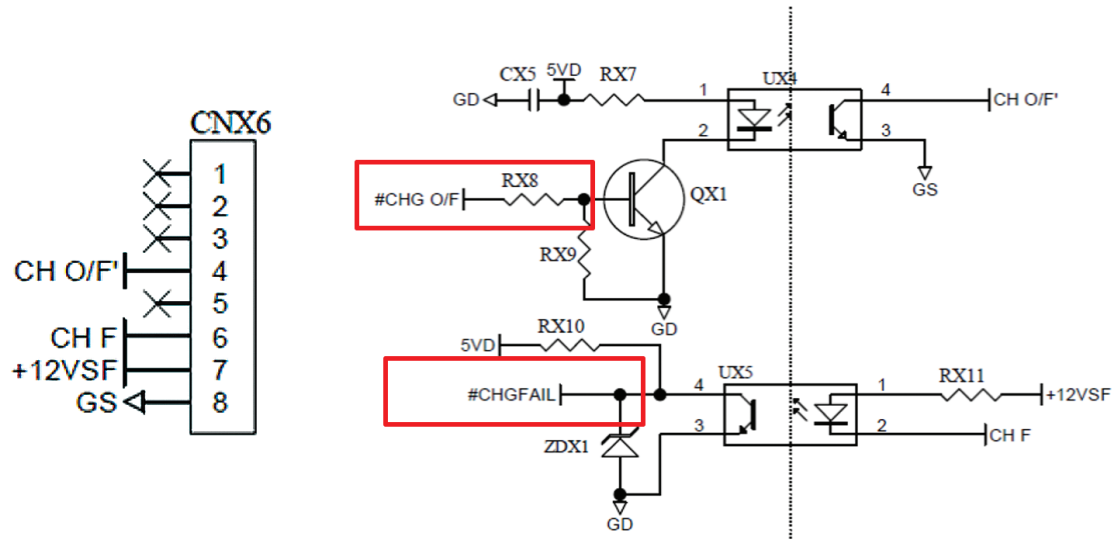 CNX6
1
2
3
CH O/F' 4
5
CH F 6
+12VSF 7
GS 8
CX5 5VD RX7 1 UX4 4
GD CH O/F'
2 3
#CHG O/F RX8 QX1 GS
RX9
GD
RX10
5VD
#CHGFAIL 4 UX5 1 RX11 +12VSF
ZDX1 3 2 CH F
GD